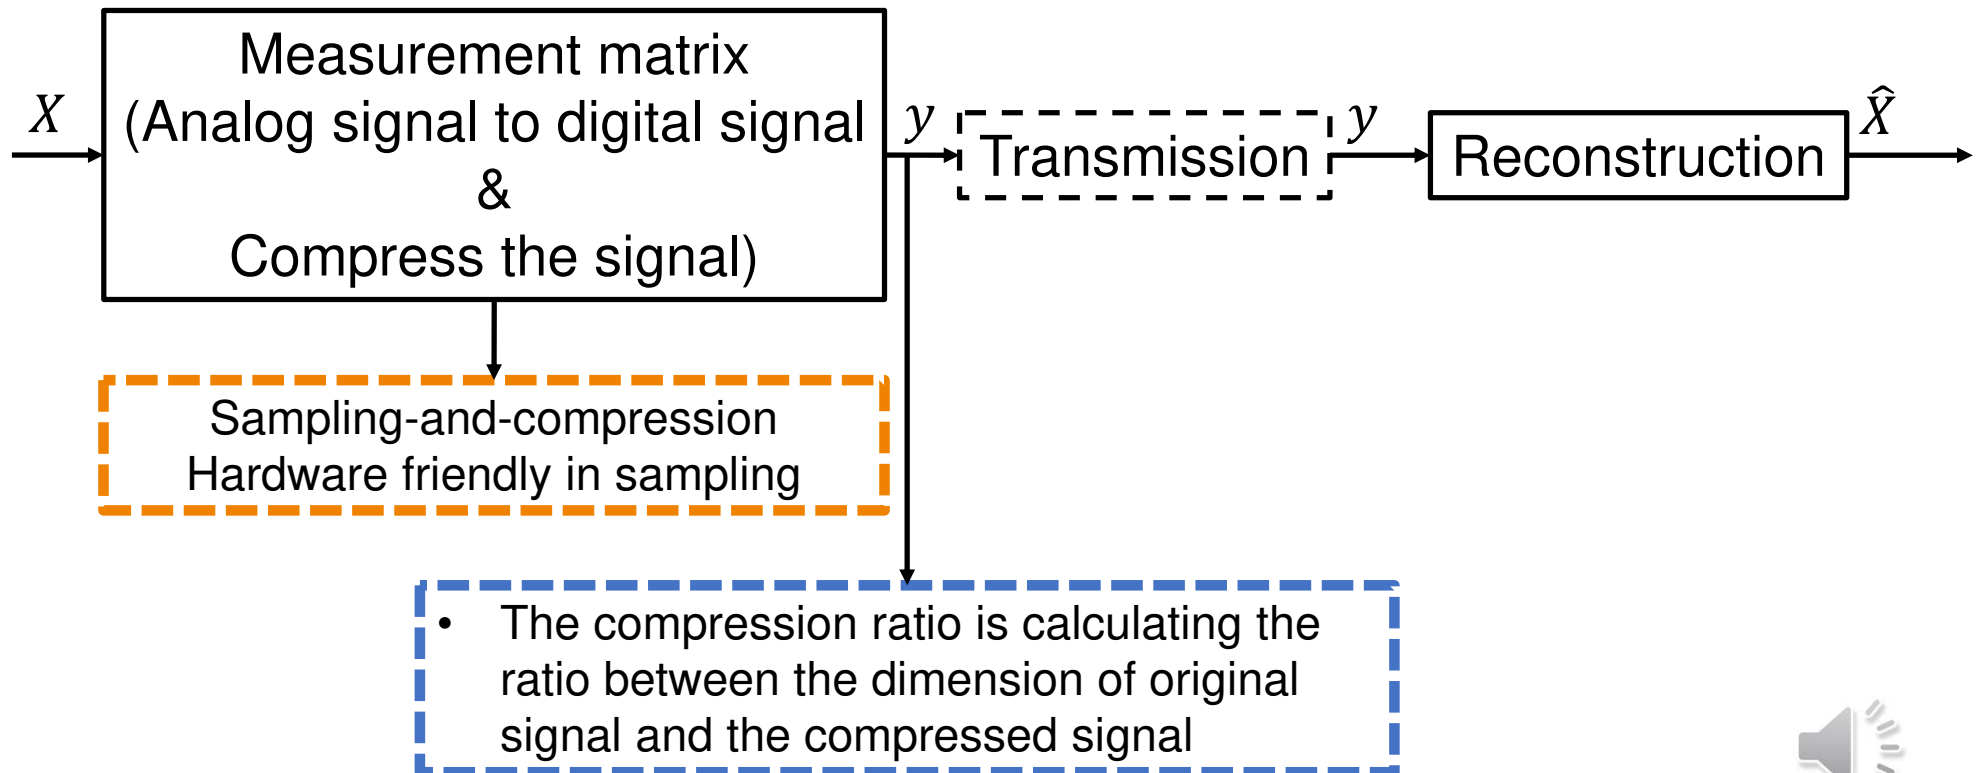 X
Measurement matrix
(Analog signal to digital signal
&
Compress the signal)
y
Transmission
y
Reconstruction
X̂
Sampling-and-compression
Hardware friendly in sampling
• The compression ratio is calculating the
ratio between the dimension of original
signal and the compressed signal